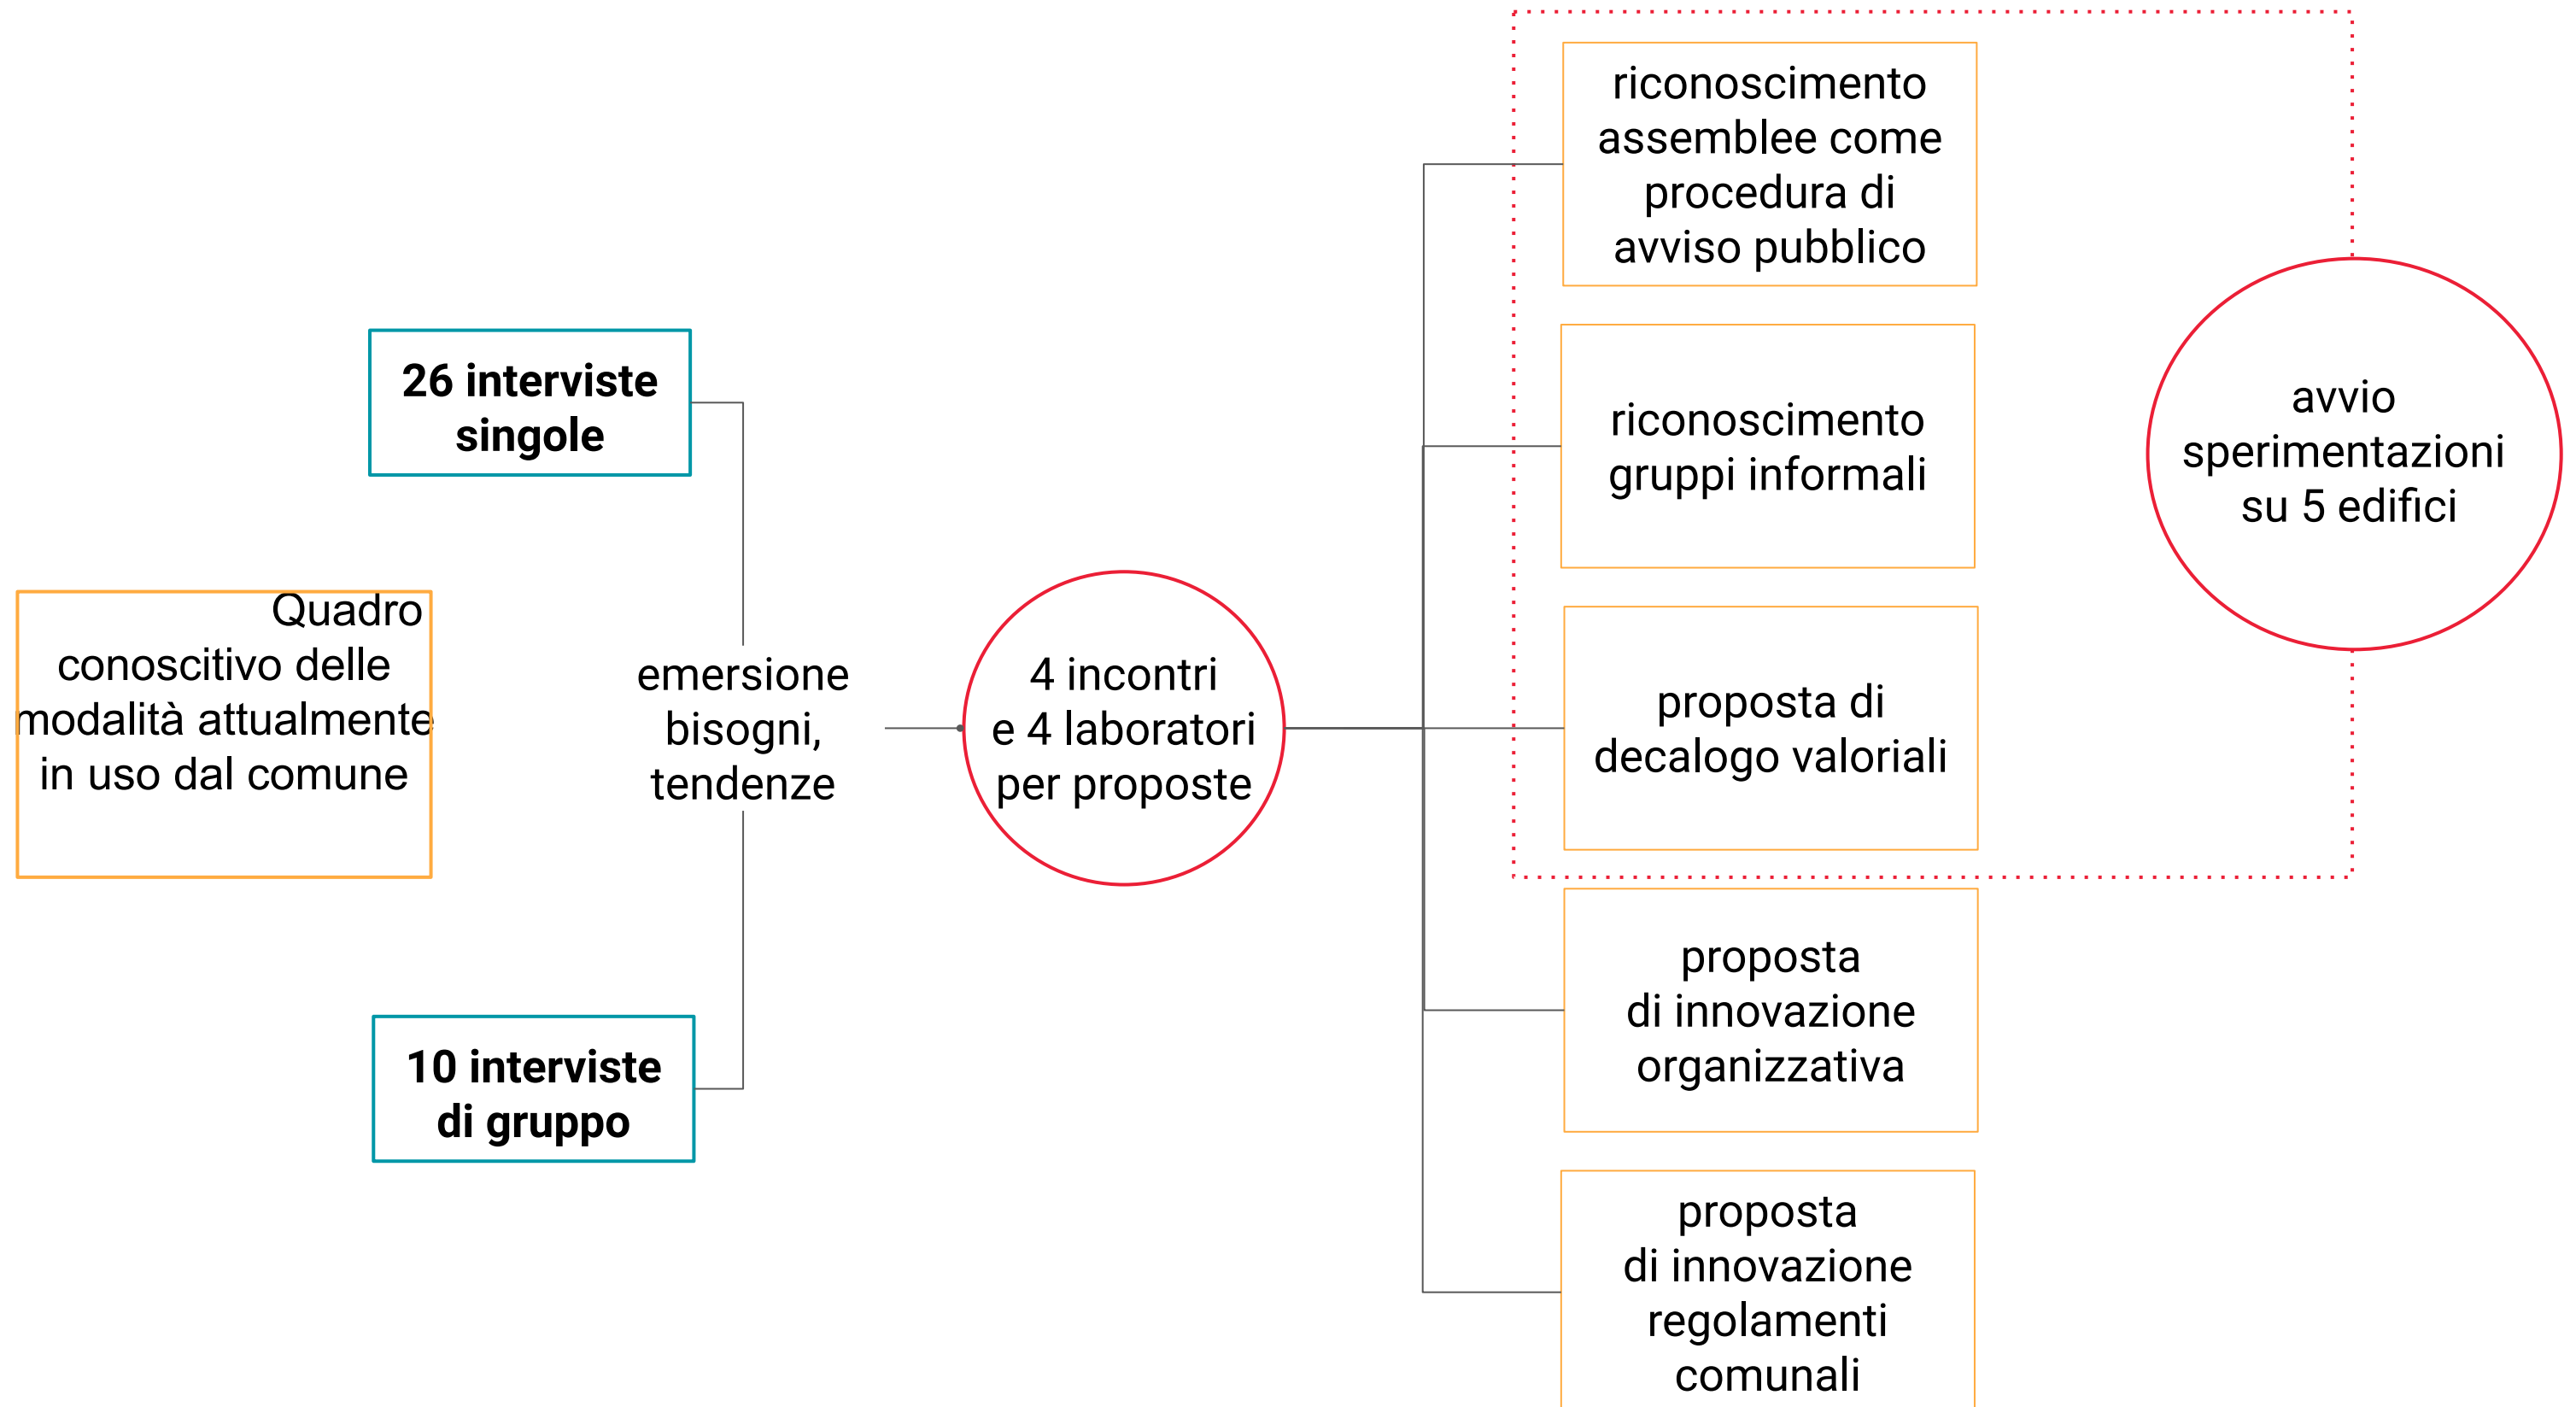 Quadro
conoscitivo delle
modalità attualmente
in uso dal comune
26 interviste
singole
10 interviste
di gruppo
emersione
bisogni,
tendenze
4 incontri
e 4 laboratori
per proposte
riconoscimento
assemblee come
procedura di
avviso pubblico
riconoscimento
gruppi informali
proposta di
decalogo valoriali
proposta
di innovazione
organizzativa
proposta
di innovazione
regolamenti
comunali
avvio
sperimentazioni
su 5 edifici